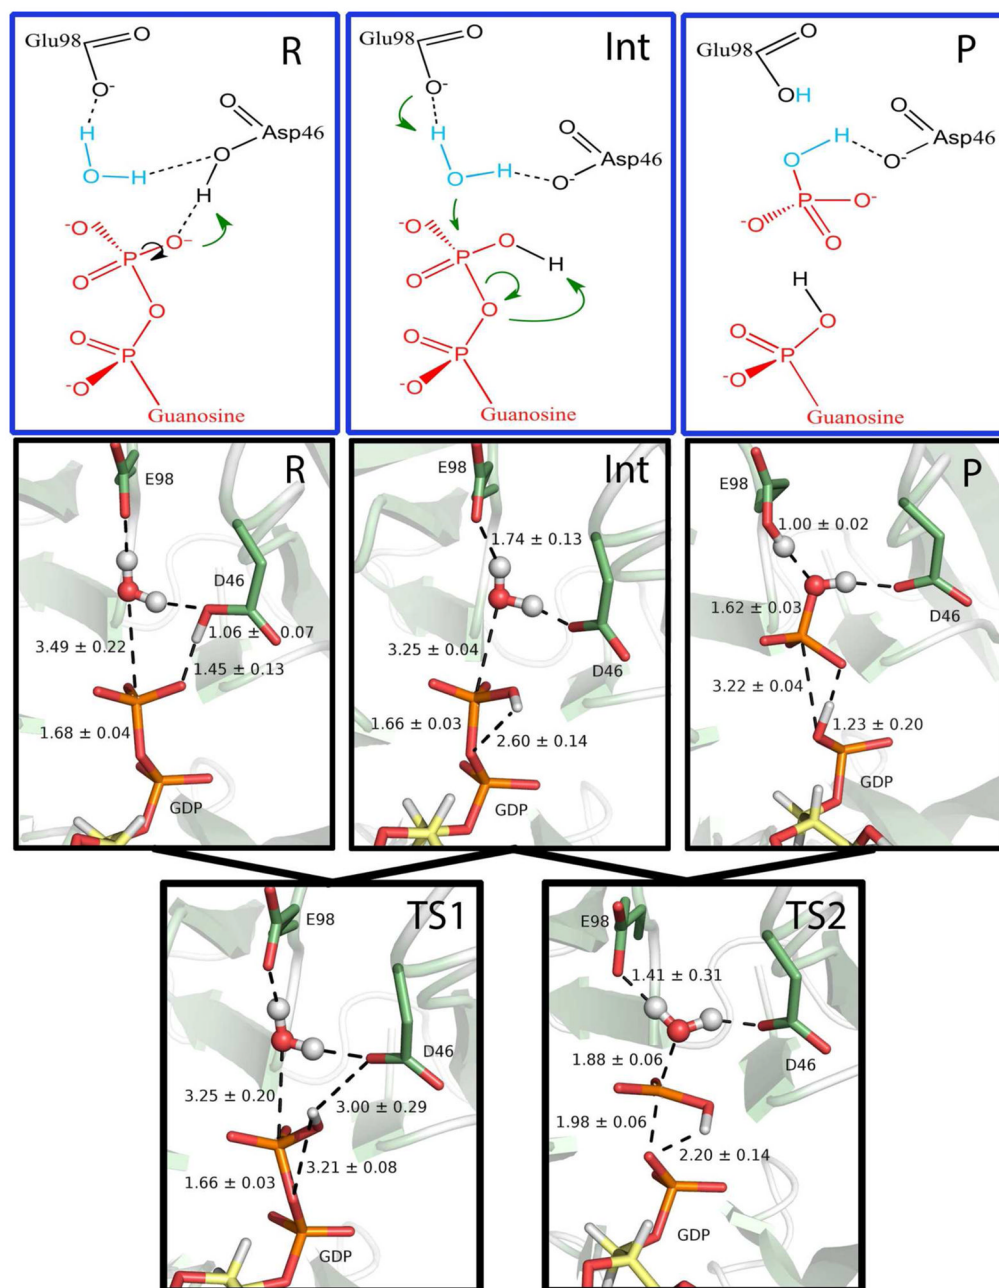 R
Glu98
O
O-
H
O
Asp46
O
O
H
H
-O
O-
P
O
O
O
P
-O
Guanosine
Int
Glu98
O
O-
H
O
Asp46
O
H
O-
-O
O
P
H
O
O
O
P
-O
Guanosine
P
Glu98
O
OH
O
Asp46
H
O
O-
P
O-
-O
O
H
O
O
P
-O
Guanosine
R
E98
D46
1.06 ± 0.07
3.49 ± 0.22
1.45 ± 0.13
1.68 ± 0.04
GDP
Int
E98
1.74 ± 0.13
3.25 ± 0.04
D46
1.66 ± 0.03
2.60 ± 0.14
GDP
P
E98
1.00 ± 0.02
1.62 ± 0.03
D46
3.22 ± 0.04
1.23 ± 0.20
GDP
TS1
E98
D46
3.25 ± 0.20
3.00 ± 0.29
3.21 ± 0.08
1.66 ± 0.03
GDP
TS2
E98
1.41 ± 0.31
1.88 ± 0.06
D46
1.98 ± 0.06
2.20 ± 0.14
GDP